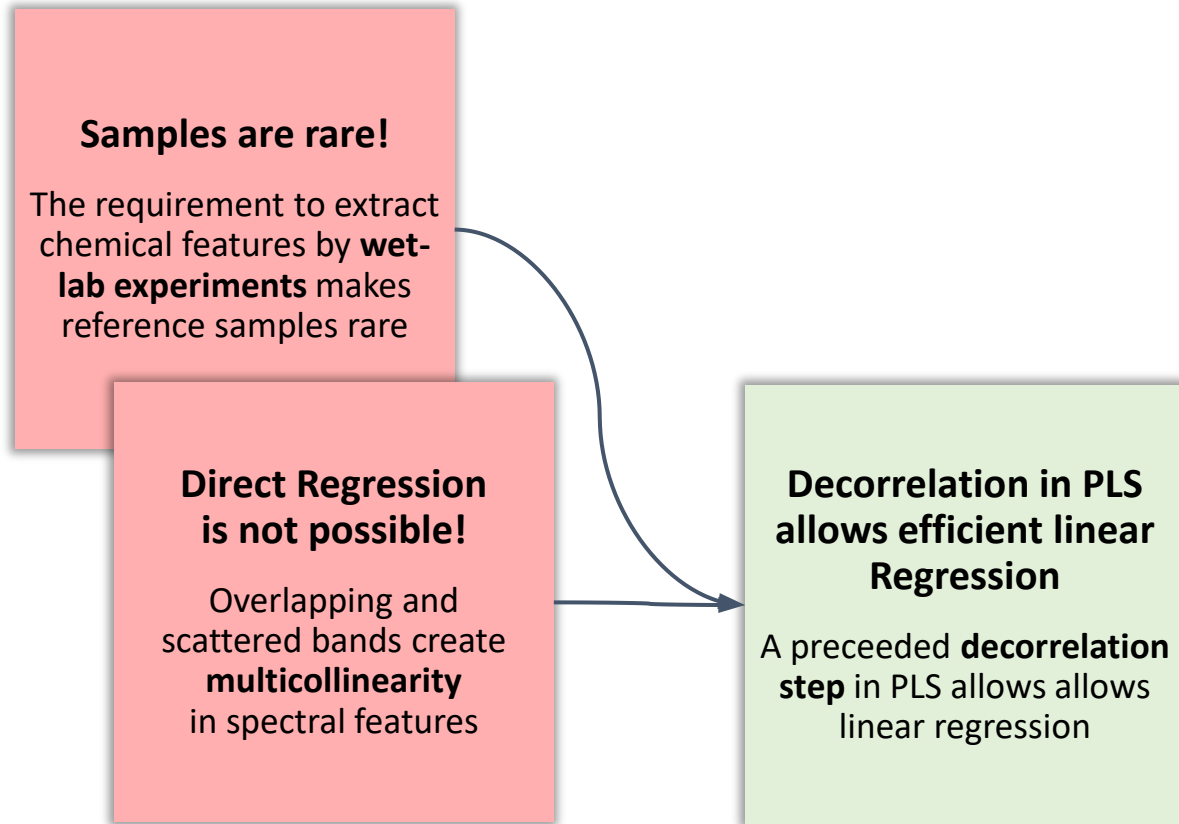 Samples are rare!
The requirement to extract
chemical features by wet-
lab experiments makes
reference samples rare
Direct Regression
is not possible!
Overlapping and
scattered bands create
multicollinearity
in spectral features
Decorrelation in PLS
allows efficient linear
Regression
A preceeded decorrelation
step in PLS allows allows
linear regression